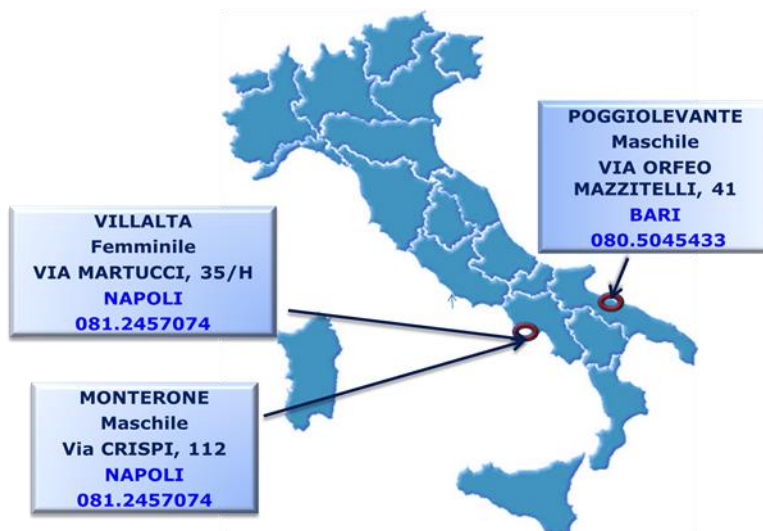 POGGIOLEVANTE
Maschile
VIA ORFEO
MAZZITELLI, 41
BARI
080.5045433
VILLALTA
Femminile
VIA MARTUCCI, 35/H
NAPOLI
081.2457074
MONTERONE
Maschile
Via CRISPI, 112
NAPOLI
081.2457074